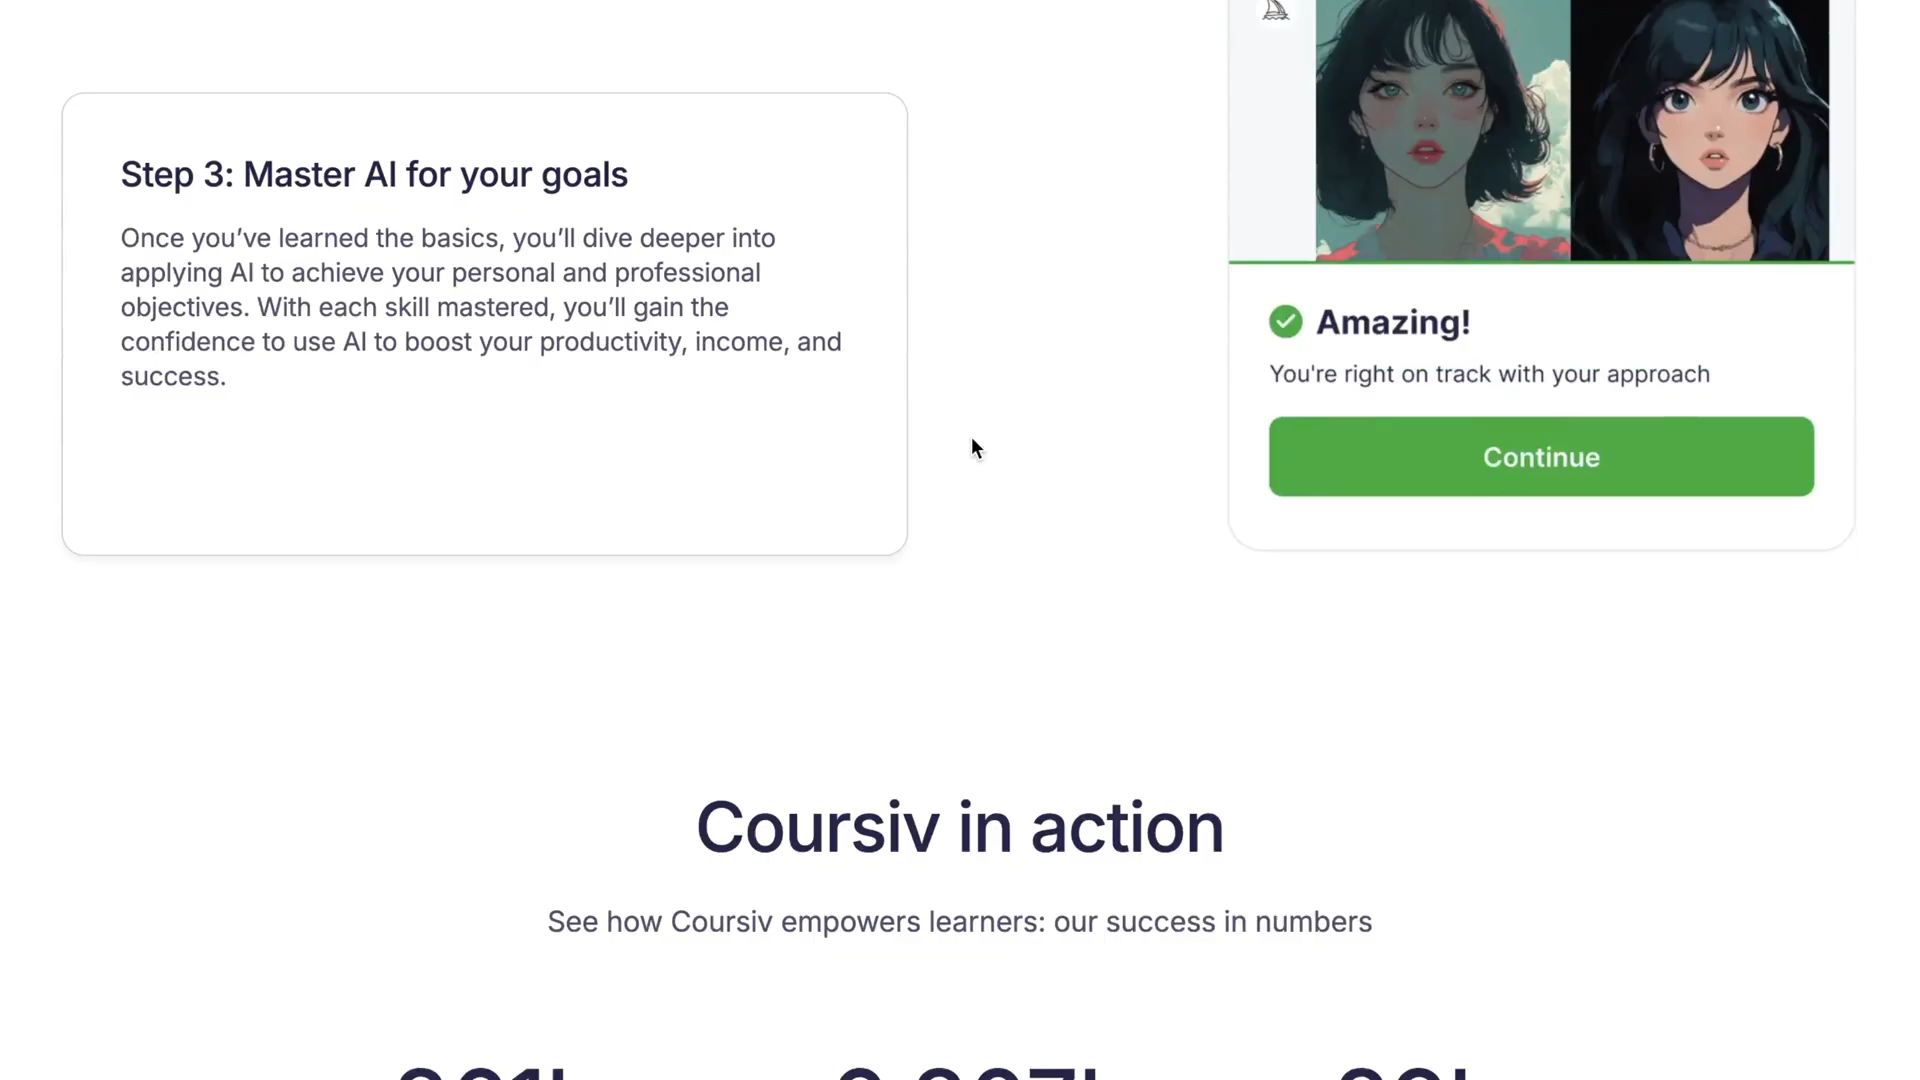 Step 3: Master AI for your goals
Once you’ve learned the basics, you’ll dive deeper into
applying AI to achieve your personal and professional
objectives. With each skill mastered, you’ll gain the
confidence to use AI to boost your productivity, income, and
success.
Amazing!
You're right on track with your approach
Continue
Coursiv in action
See how Coursiv empowers learners: our success in numbers